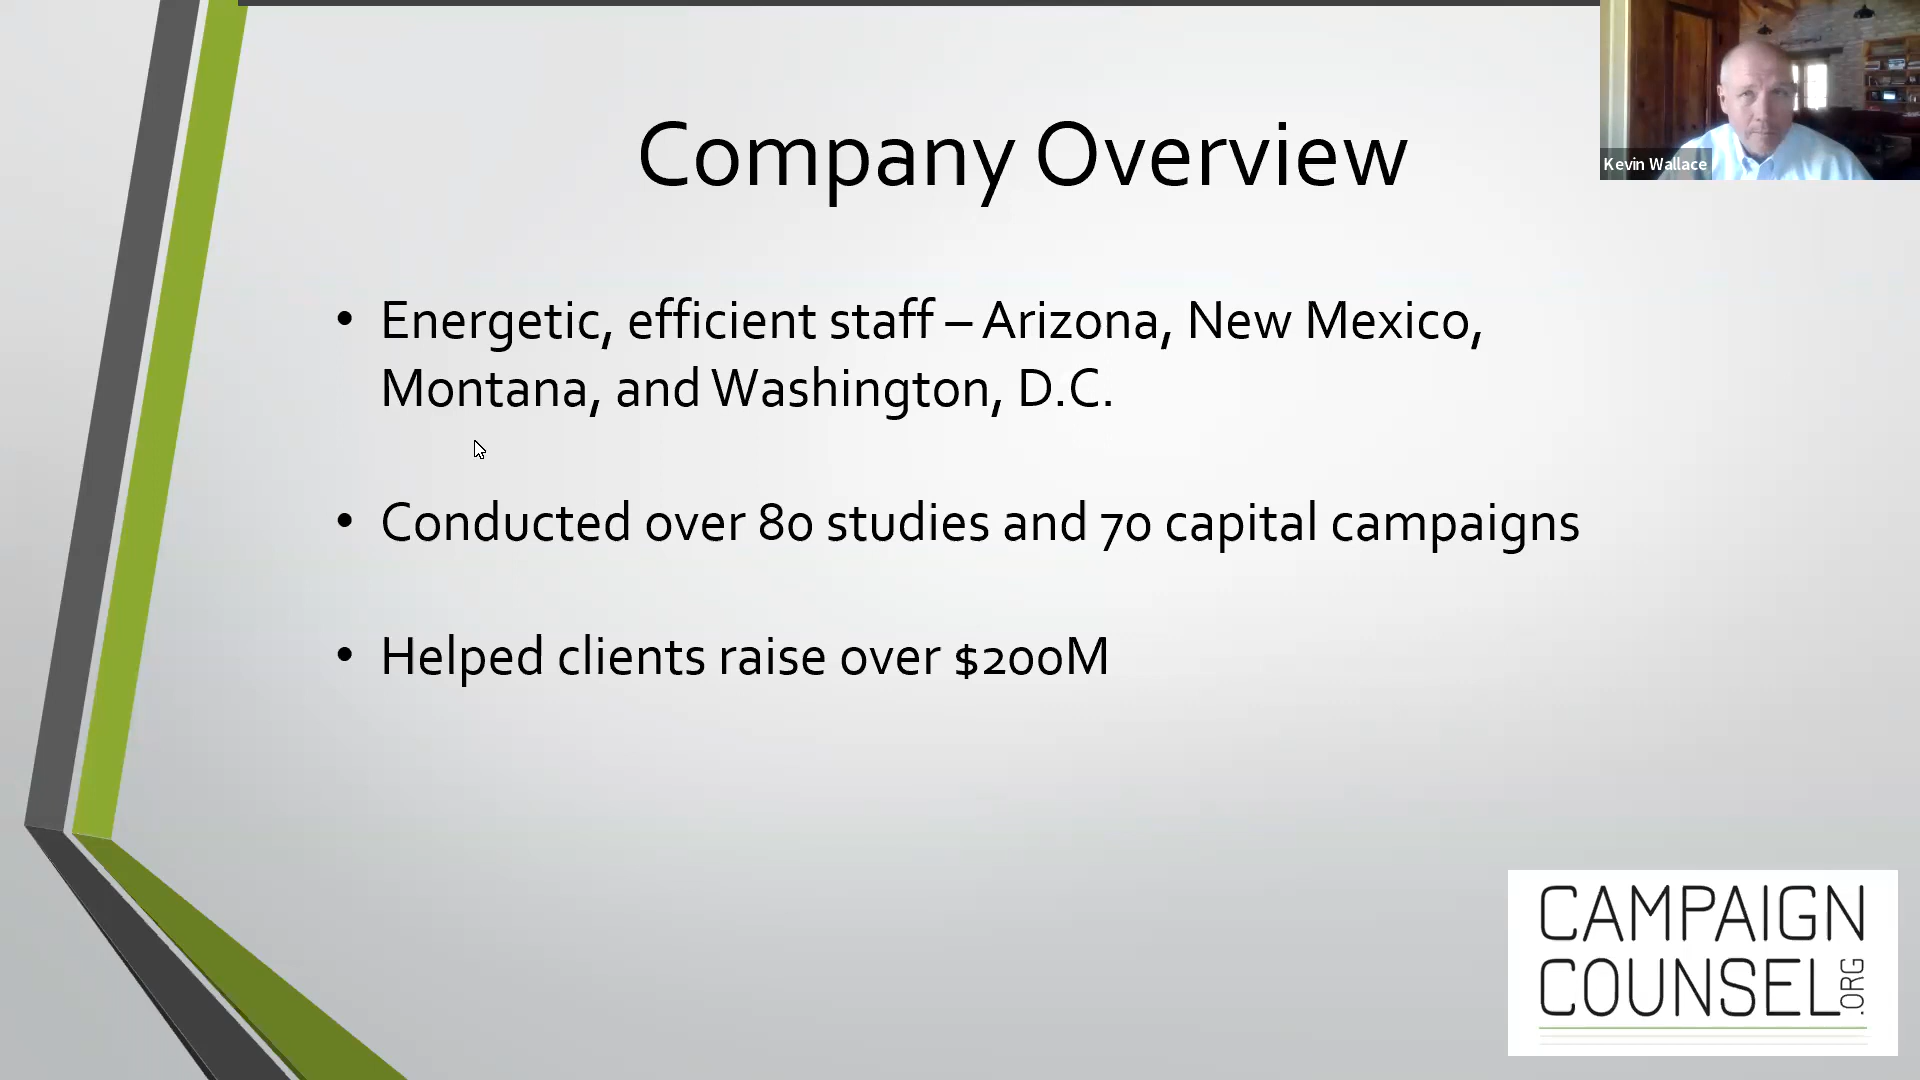 Company Overview
Kevin Wallace
• Energetic, efficient staff – Arizona, New Mexico,
Montana, and Washington, D.C.
• Conducted over 80 studies and 70 capital campaigns
• Helped clients raise over $200M
CAMPAIGN
COUNSEL.ORG